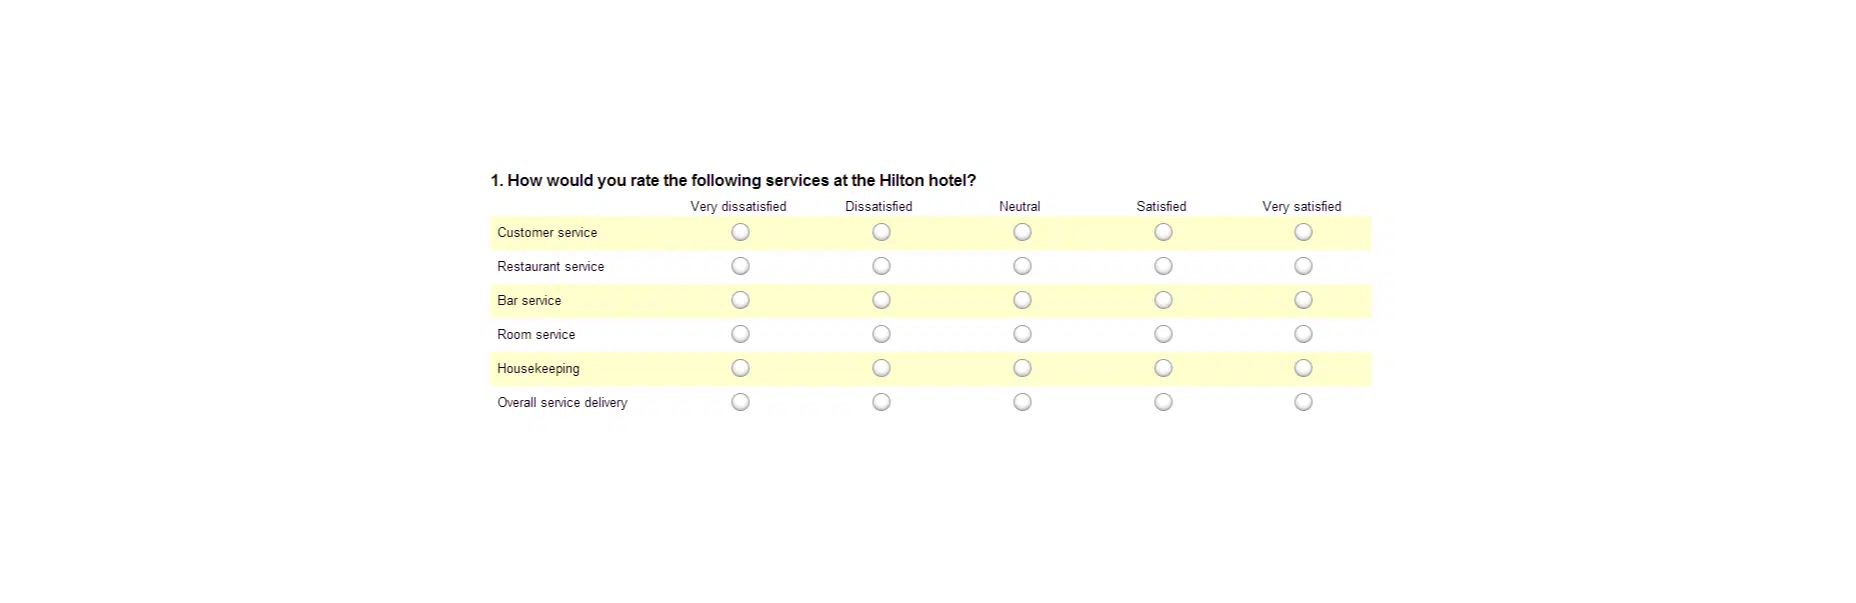 1. How would you rate the following services at the Hilton hotel?
Very dissatisfied Dissatisfied Neutral Satisfied Very satisfied
Customer service
Restaurant service
Bar service
Room service
Housekeeping
Overall service delivery